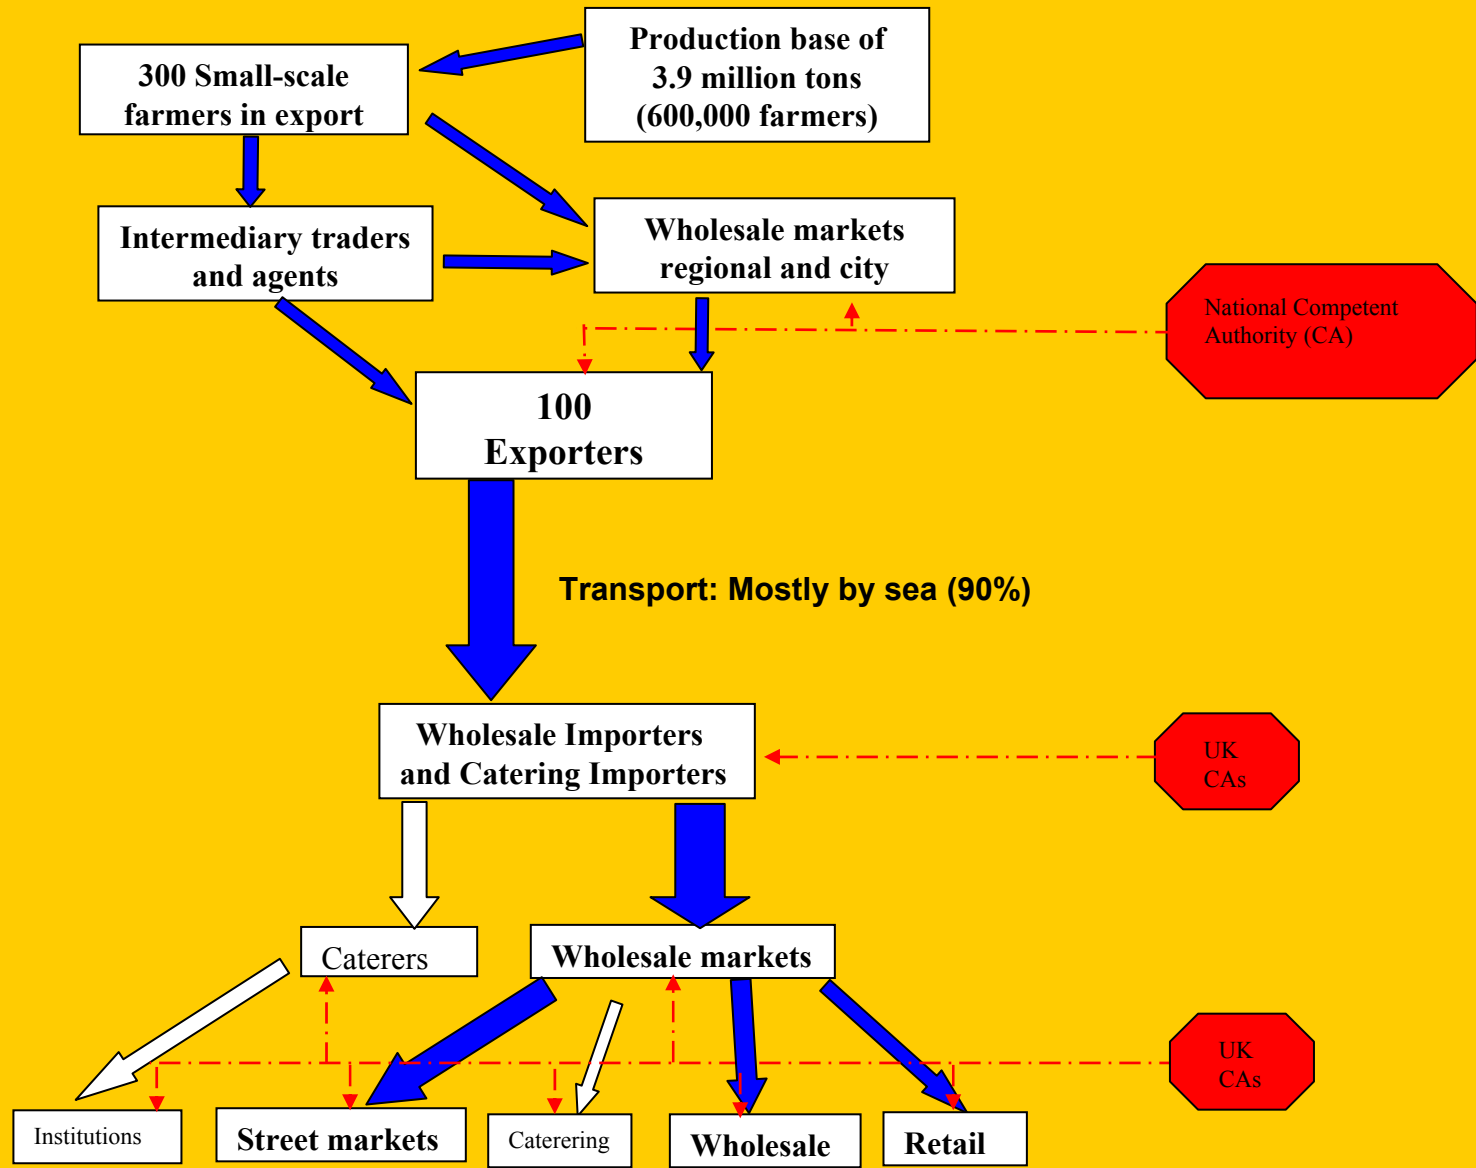 Production base of
3.9 million tons
(600,000 farmers)
300 Small-scale
farmers in export
Intermediary traders
and agents
Wholesale markets
regional and city
National Competent
Authority (CA)
100
Exporters
Transport: Mostly by sea (90%)
Wholesale Importers
and Catering Importers
UK
CAs
Caterers
Wholesale markets
UK
CAs
Institutions
Street markets
Caterering
Wholesale
Retail